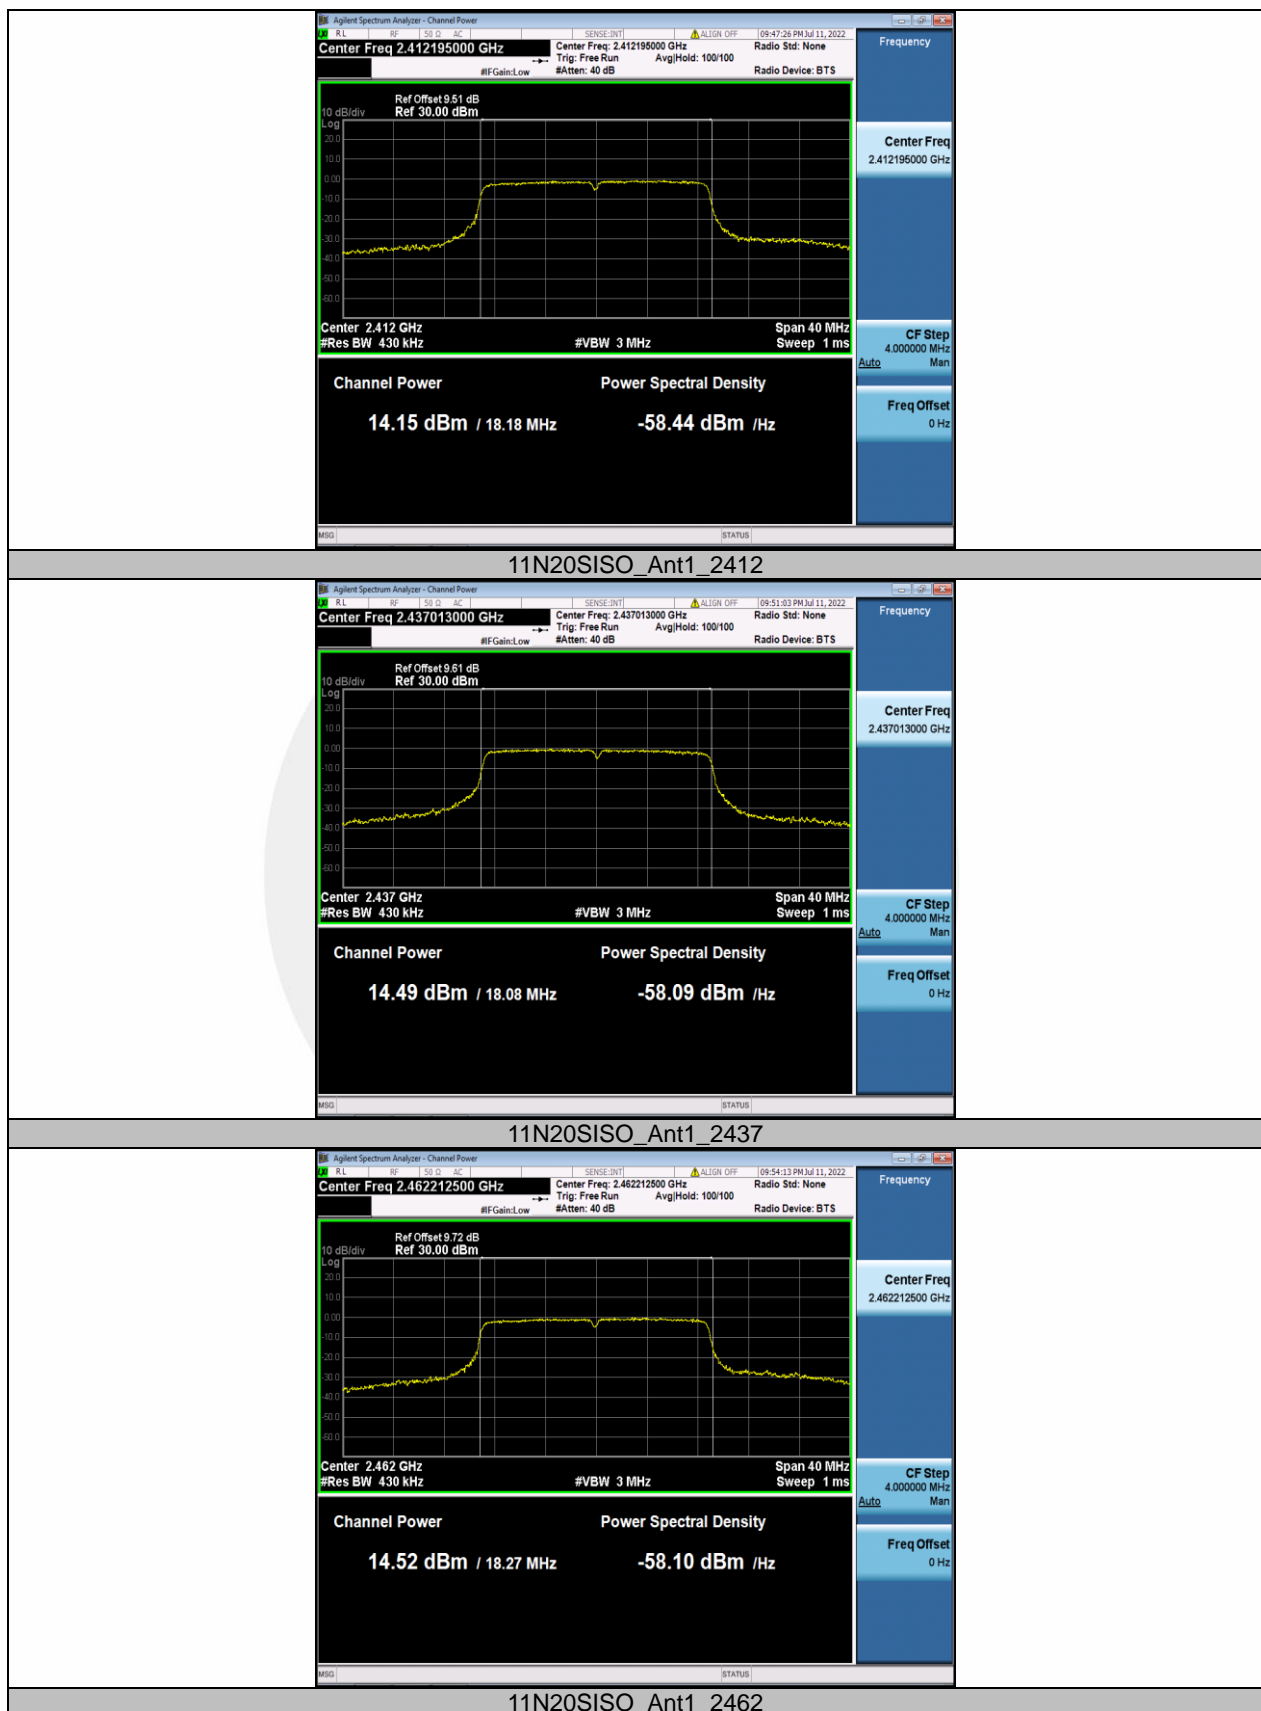 Agilent Spectrum Analyzer - Channel Power
RL RF 50 Ω AC SENSE:INT ALIGN OFF 09:47:26 PM Jul 11, 2022
Center Freq 2.412195000 GHz Center Freq: 2.412195000 GHz Radio Std: None Frequency
Trig: Free Run Avg|Hold: 100/100
#IFGain:Low #Atten: 40 dB Radio Device: BTS
Ref Offset 9.51 dB
10 dB/div Ref 30.00 dBm
Log
20.0
10.0
0.00
-10.0
-20.0
-30.0
-40.0
-50.0
-60.0
Center Freq
2.412195000 GHz
Center 2.412 GHz Span 40 MHz
#Res BW 430 kHz #VBW 3 MHz Sweep 1 ms
CF Step
4.000000 MHz
Auto Man
Channel Power Power Spectral Density
14.15 dBm / 18.18 MHz -58.44 dBm /Hz
Freq Offset
0 Hz
MSG STATUS
11N20SISO_Ant1_2412
Agilent Spectrum Analyzer - Channel Power
RL RF 50 Ω AC SENSE:INT ALIGN OFF 09:51:03 PM Jul 11, 2022
Center Freq 2.437013000 GHz Center Freq: 2.437013000 GHz Radio Std: None Frequency
Trig: Free Run Avg|Hold: 100/100
#IFGain:Low #Atten: 40 dB Radio Device: BTS
Ref Offset 9.61 dB
10 dB/div Ref 30.00 dBm
Log
20.0
10.0
0.00
-10.0
-20.0
-30.0
-40.0
-50.0
-60.0
Center Freq
2.437013000 GHz
Center 2.437 GHz Span 40 MHz
#Res BW 430 kHz #VBW 3 MHz Sweep 1 ms
CF Step
4.000000 MHz
Auto Man
Channel Power Power Spectral Density
14.49 dBm / 18.08 MHz -58.09 dBm /Hz
Freq Offset
0 Hz
MSG STATUS
11N20SISO_Ant1_2437
Agilent Spectrum Analyzer - Channel Power
RL RF 50 Ω AC SENSE:INT ALIGN OFF 09:54:13 PM Jul 11, 2022
Center Freq 2.462212500 GHz Center Freq: 2.462212500 GHz Radio Std: None Frequency
Trig: Free Run Avg|Hold: 100/100
#IFGain:Low #Atten: 40 dB Radio Device: BTS
Ref Offset 9.72 dB
10 dB/div Ref 30.00 dBm
Log
20.0
10.0
0.00
-10.0
-20.0
-30.0
-40.0
-50.0
-60.0
Center Freq
2.462212500 GHz
Center 2.462 GHz Span 40 MHz
#Res BW 430 kHz #VBW 3 MHz Sweep 1 ms
CF Step
4.000000 MHz
Auto Man
Channel Power Power Spectral Density
14.52 dBm / 18.27 MHz -58.10 dBm /Hz
Freq Offset
0 Hz
MSG STATUS
11N20SISO_Ant1_2462